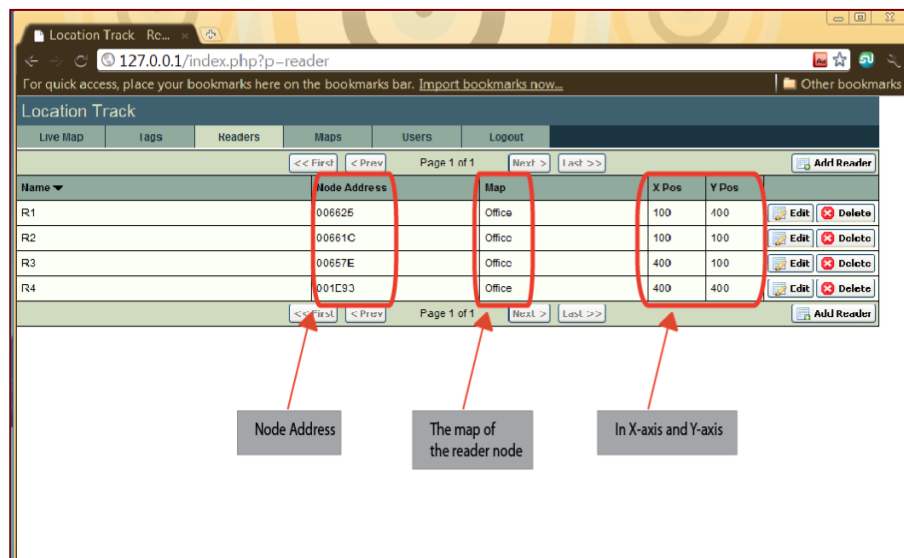 Location Track Re...
127.0.0.1/index.php?p=reader
For quick access, place your bookmarks here on the bookmarks bar. Import bookmarks now...
Other bookmarks
Location Track
Live Map Tags Readers Maps Users Logout
<< First < Prev Page 1 of 1 Next > Last >> Add Reader
Name Node Address Map X Pos Y Pos
R1 006625 Office 100 400 Edit Delete
R2 00661C Office 100 100 Edit Delete
R3 00657E Office 400 100 Edit Delete
R4 001E93 Office 400 400 Edit Delete
<< First < Prev Page 1 of 1 Next > Last >> Add Reader
Node Address
The map of
the reader node
In X-axis and Y-axis